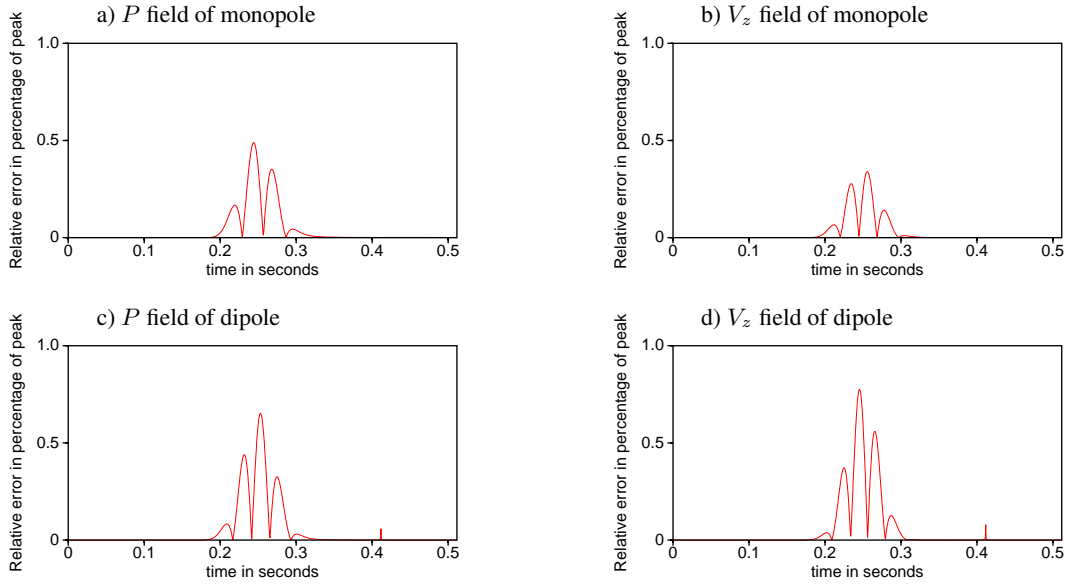 a) P field of monopole
Relative error in percentage of peak
1.0
0.5
0
0 0.1 0.2 0.3 0.4 0.5
time in seconds
b) Vz field of monopole
Relative error in percentage of peak
1.0
0.5
0
0 0.1 0.2 0.3 0.4 0.5
time in seconds
c) P field of dipole
Relative error in percentage of peak
1.0
0.5
0
0 0.1 0.2 0.3 0.4 0.5
time in seconds
d) Vz field of dipole
Relative error in percentage of peak
1.0
0.5
0
0 0.1 0.2 0.3 0.4 0.5
time in seconds